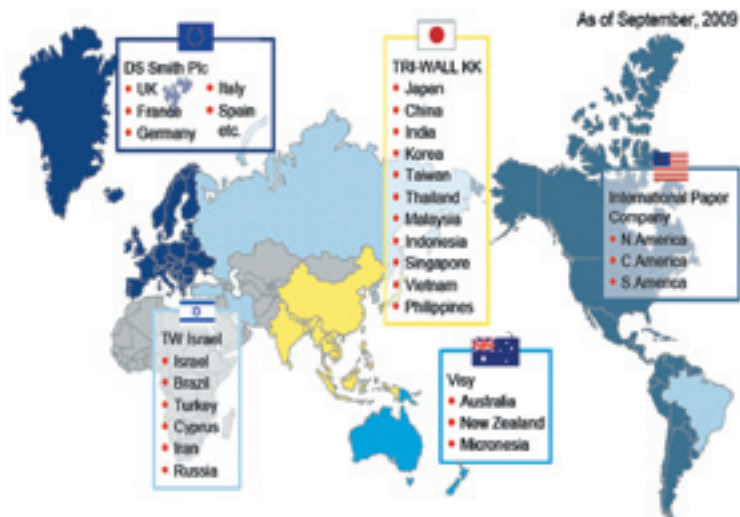 As of September, 2009
DS Smith Plc
UK
France
Germany
Italy
Spain
etc.
TRI-WALL KK
Japan
China
India
Korea
Taiwan
Thailand
Malaysia
Indonesia
Singapore
Vietnam
Philippines
International Paper
Company
N.America
C.America
S.America
TW Israel
Israel
Brazil
Turkey
Cyprus
Iran
Russia
Visy
Australia
New Zealand
Micronesia